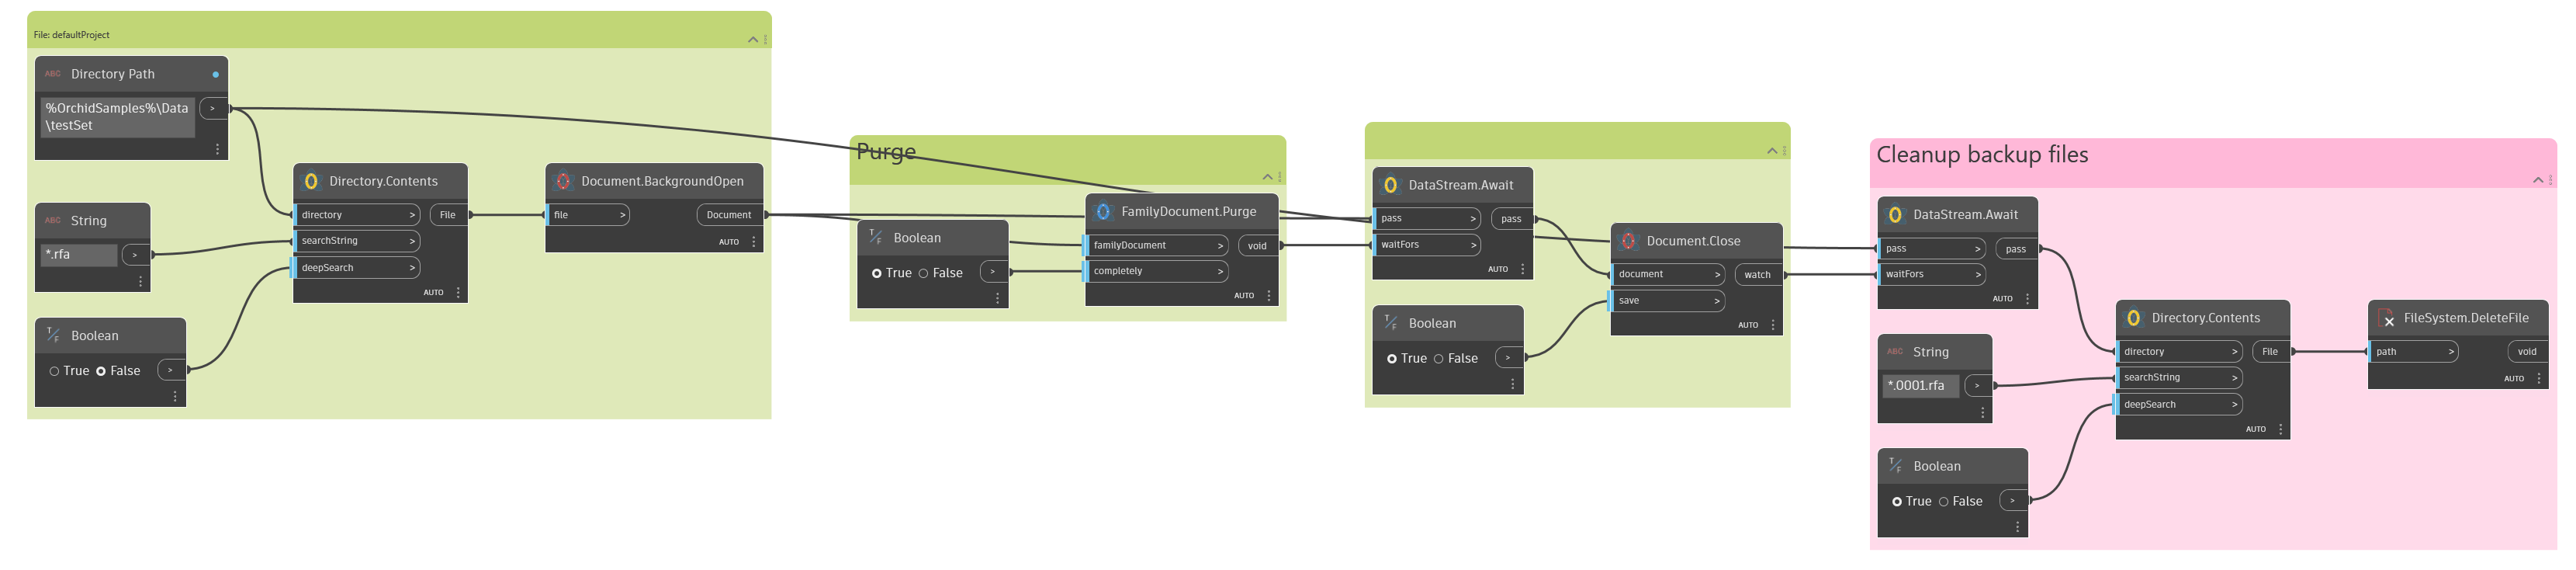 File: defaultProject
ABC Directory Path
%OrchidSamples%\Data
\testSet
>
ABC String
*.rfa
>
T/F Boolean
True False
>
Directory.Contents
directory > File
searchString >
deepSearch >
AUTO
Document.BackgroundOpen
file > Document
AUTO
Purge
T/F Boolean
True False
>
FamilyDocument.Purge
familyDocument > void
completely >
AUTO
DataStream.Await
pass > pass
waitFors >
AUTO
T/F Boolean
True False
>
Document.Close
document > watch
save >
AUTO
Cleanup backup files
DataStream.Await
pass > pass
waitFors >
AUTO
ABC String
*.0001.rfa
>
T/F Boolean
True False
>
Directory.Contents
directory > File
searchString >
deepSearch >
AUTO
FileSystem.DeleteFile
path > void
AUTO